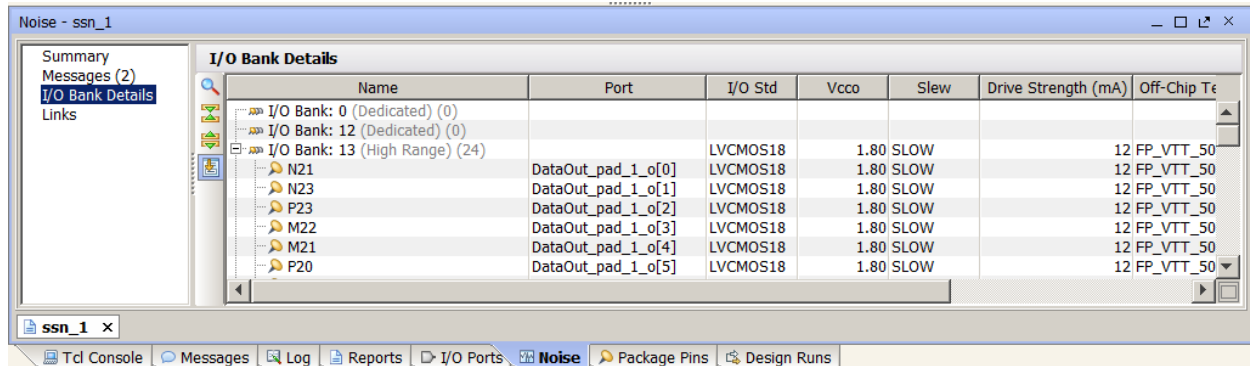 Noise - ssn_1
Summary
Messages (2)
I/O Bank Details
Links
I/O Bank Details
Name Port I/O Std Vcco Slew Drive Strength (mA) Off-Chip Te
I/O Bank: 0 (Dedicated) (0)
I/O Bank: 12 (Dedicated) (0)
I/O Bank: 13 (High Range) (24) LVCMOS18 1.80 SLOW 12 FP_VTT_50
N21 DataOut_pad_1_o[0] LVCMOS18 1.80 SLOW 12 FP_VTT_50
N23 DataOut_pad_1_o[1] LVCMOS18 1.80 SLOW 12 FP_VTT_50
P23 DataOut_pad_1_o[2] LVCMOS18 1.80 SLOW 12 FP_VTT_50
M22 DataOut_pad_1_o[3] LVCMOS18 1.80 SLOW 12 FP_VTT_50
M21 DataOut_pad_1_o[4] LVCMOS18 1.80 SLOW 12 FP_VTT_50
P20 DataOut_pad_1_o[5] LVCMOS18 1.80 SLOW 12 FP_VTT_50
ssn_1
Tcl Console Messages Log Reports I/O Ports Noise Package Pins Design Runs